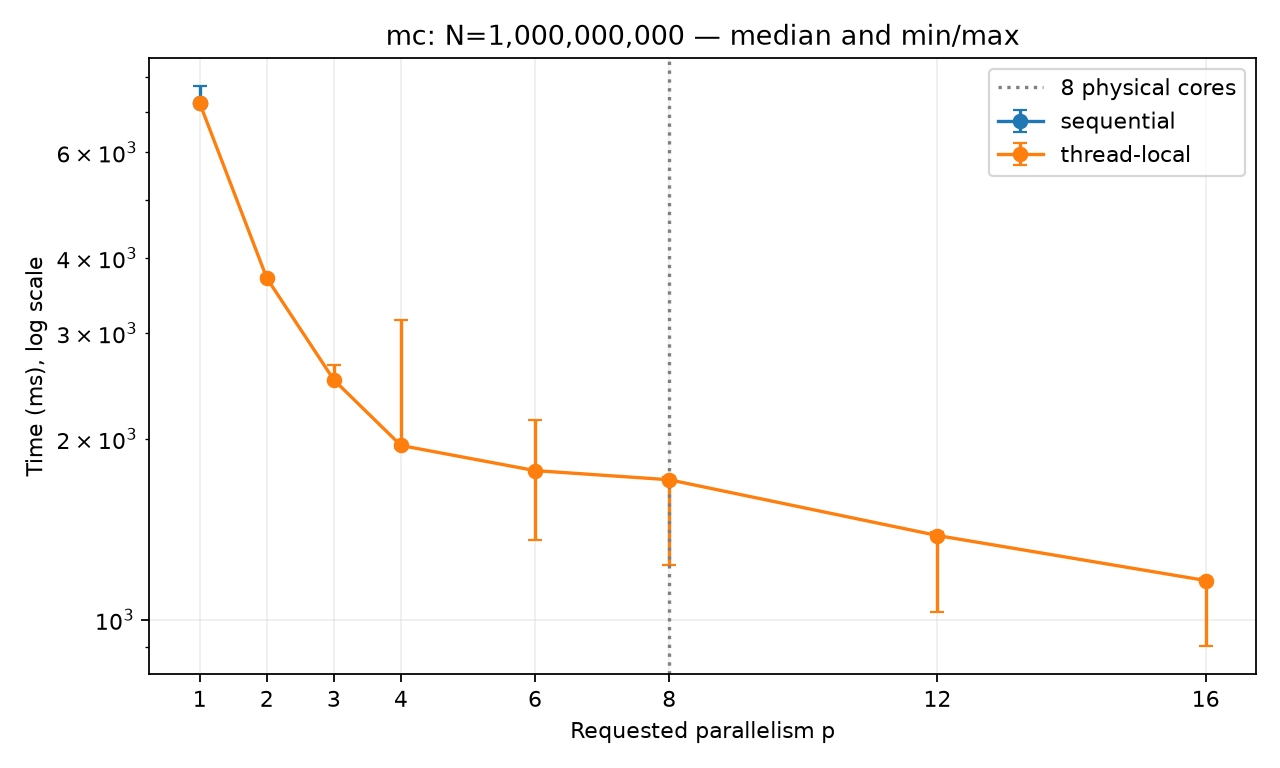 mc: N=1,000,000,000 — median and min/max
8 physical cores
sequential
thread-local
Time (ms), log scale
6 × 10³
4 × 10³
3 × 10³
2 × 10³
10³
1 2 3 4 6 8 12 16
Requested parallelism p